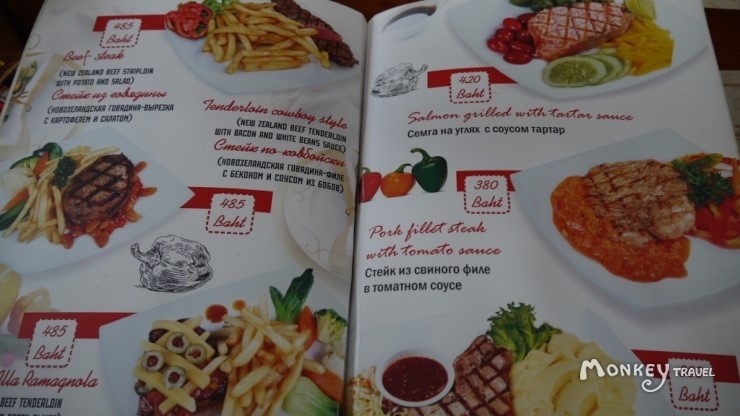 485
Baht
Beef steak
(NEW ZEALAND BEEF STRIPLOIN
WITH POTATO AND SALAD)
Стейк из говядины
(НОВОЗЕЛАНДСКАЯ ГОВЯДИНА-ВЫРЕЗКА
С КАРТОФЕЛЕМ И САЛАТОМ)
Tenderloin cowboy style
(NEW ZEALAND BEEF TENDERLOIN
WITH BACON AND WHITE BEANS SAUCE)
Стейк по ковбойски
(НОВОЗЕЛАНДСКАЯ ГОВЯДИНА-ФИЛЕ
С БЕКОНОМ И СОУСОМ ИЗ БОБОВ)
485
Baht
485
Baht
Alla Ramagnola
BEEF TENDERLOIN
420
Baht
Salmon grilled with tartar sauce
Семга на углях с соусом тартар
380
Baht
Pork fillet steak
with tomato sauce
Стейк из свиного филе
в томатном соусе
Baht
MONKEY TRAVEL